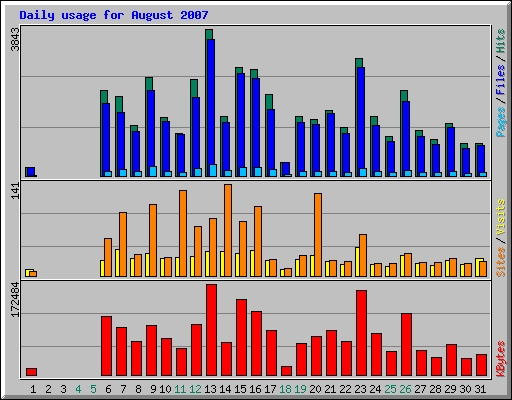 Daily usage for August 2007
3843
Pages / Files / Hits
141
Sites / Visits
172484
KBytes
1 2 3 4 5 6 7 8 9 10 11 12 13 14 15 16 17 18 19 20 21 22 23 24 25 26 27 28 29 30 31